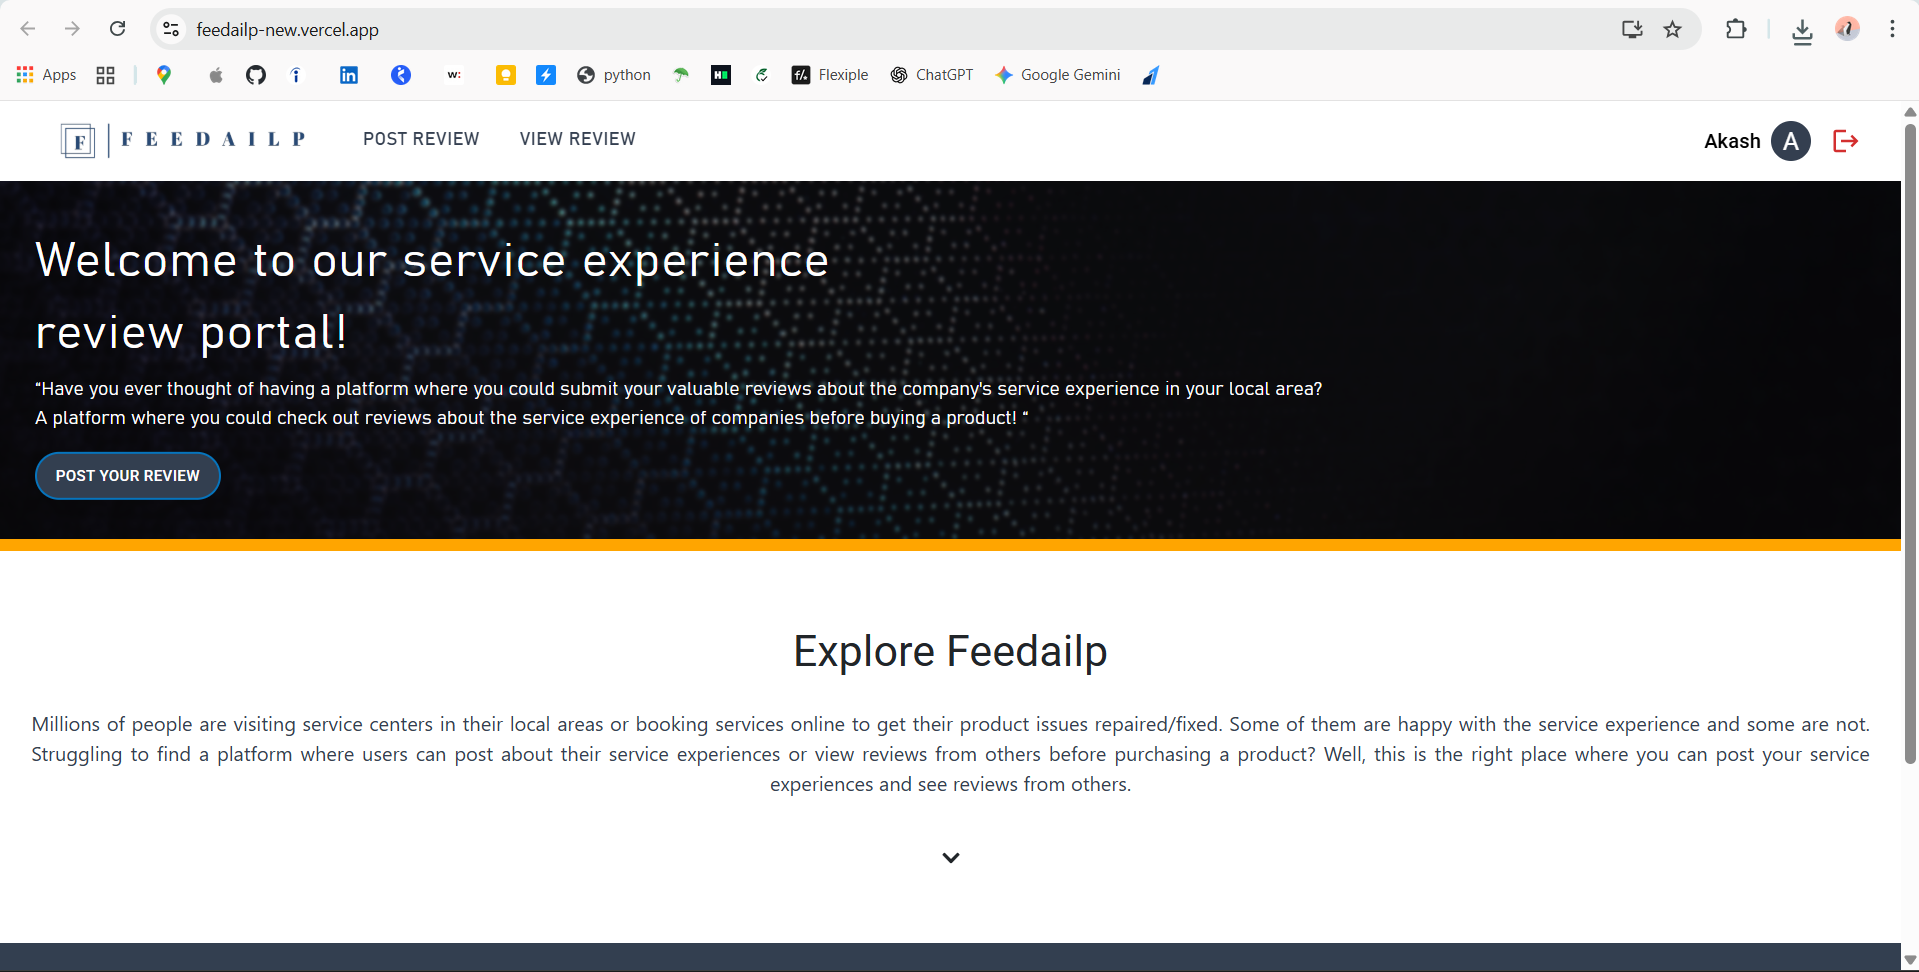 feedailp-new.vercel.app
Apps
python
Flexiple
ChatGPT
Google Gemini
F | FEEDAILP
POST REVIEW
VIEW REVIEW
Akash
A
Welcome to our service experience
review portal!
“Have you ever thought of having a platform where you could submit your valuable reviews about the company's service experience in your local area?
A platform where you could check out reviews about the service experience of companies before buying a product! “
POST YOUR REVIEW
Explore Feedailp
Millions of people are visiting service centers in their local areas or booking services online to get their product issues repaired/fixed. Some of them are happy with the service experience and some are not.
Struggling to find a platform where users can post about their service experiences or view reviews from others before purchasing a product? Well, this is the right place where you can post your service
experiences and see reviews from others.